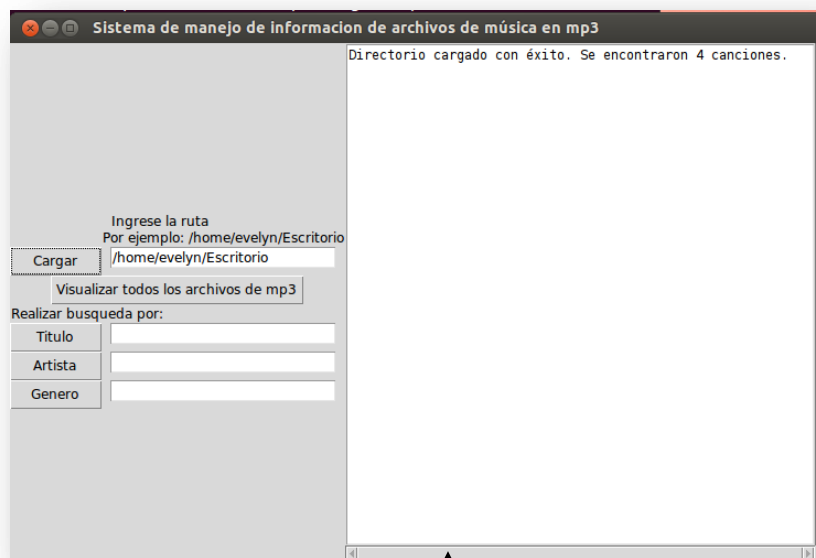 Sistema de manejo de informacion de archivos de música en mp3
Directorio cargado con éxito. Se encontraron 4 canciones.
Ingrese la ruta
Por ejemplo: /home/evelyn/Escritorio
Cargar /home/evelyn/Escritorio
Visualizar todos los archivos de mp3
Realizar busqueda por:
Titulo
Artista
Genero